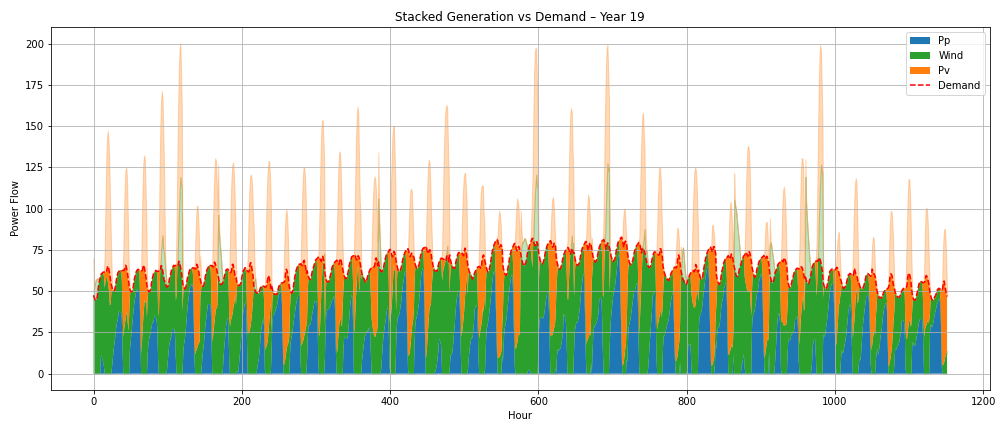 Stacked Generation vs Demand – Year 19
200
175
150
125
100
75
50
25
0
Power Flow
0 200 400 600 800 1000 1200
Hour
Pp
Wind
Pv
Demand